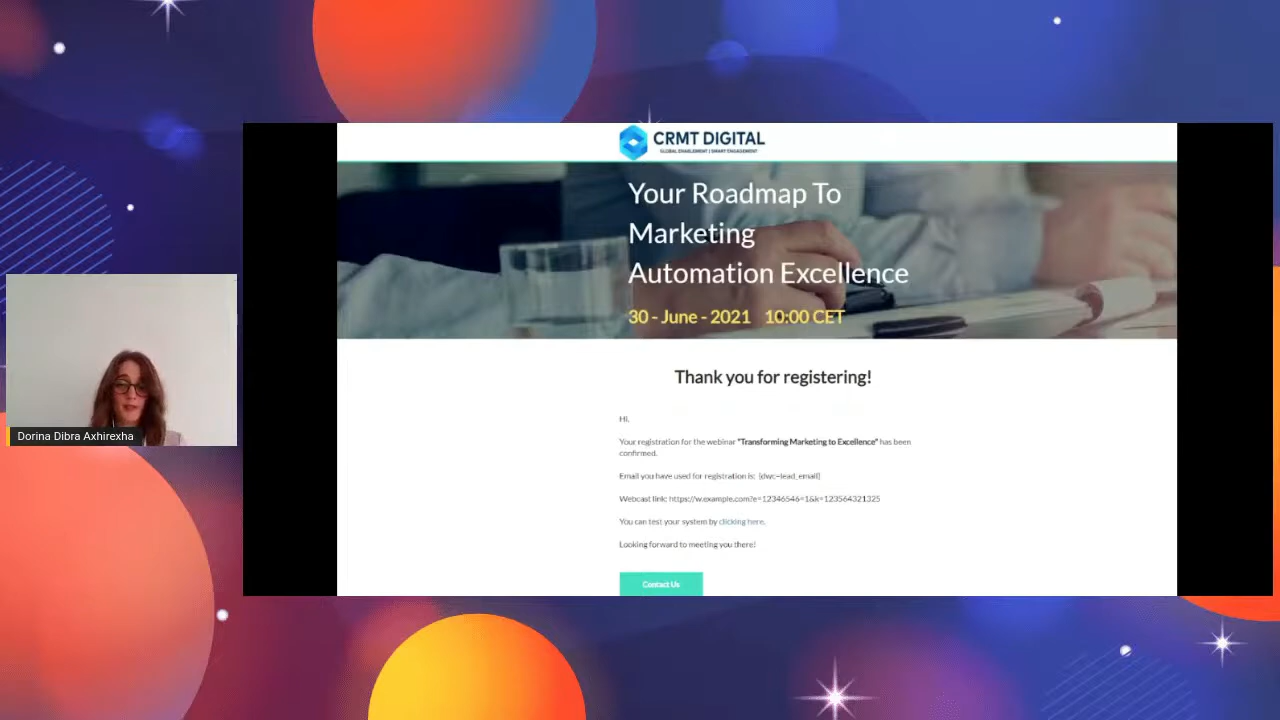 CRMT DIGITAL
GLOBAL ENABLEMENT | SMART ENGAGEMENT
Your Roadmap To
Marketing
Automation Excellence
30 - June - 2021 10:00 CET
Thank you for registering!
Hi,
Your registration for the webinar "Transforming Marketing to Excellence" has been
confirmed.
Email you have used for registration is: [dwc~lead_email]
Webcast link: https://w.example.com?e=12346546=1&k=123564321325
You can test your system by clicking here.
Looking forward to meeting you there!
Contact Us
Dorina Dibra Axhirexha